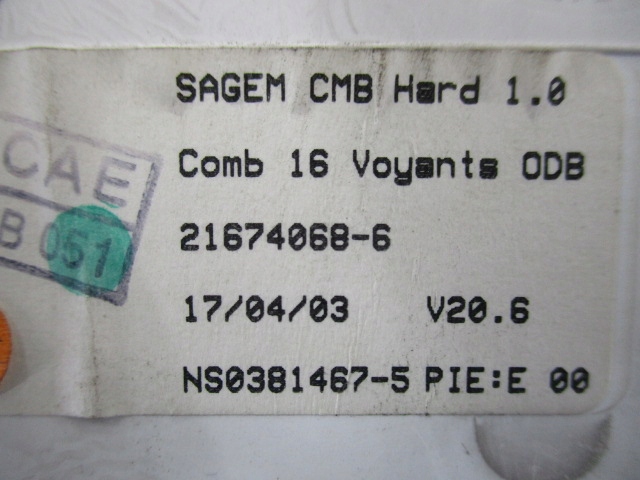 SAGEM CMB Hard 1.0
Comb 16 Voyants ODB
21674068-6
17/04/03 V20.6
NS0381467-5 PIE:E 00
CAE
B 051